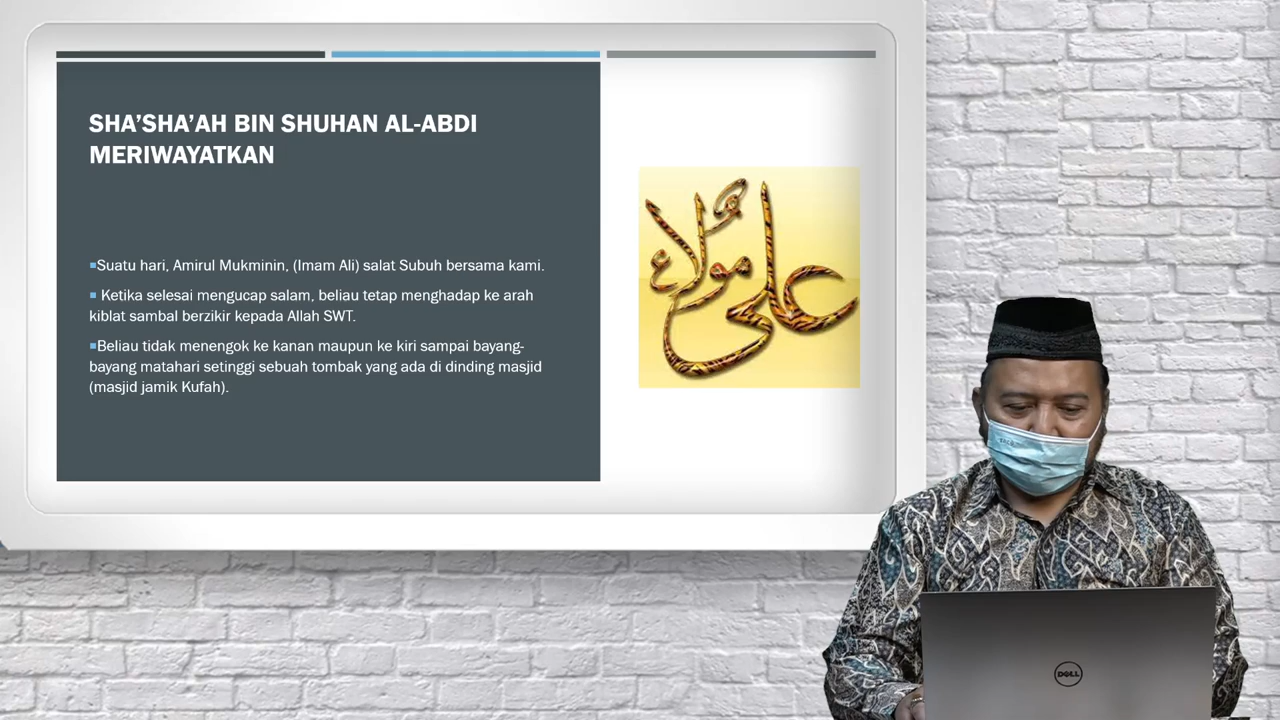 SHA’SHA’AH BIN SHUHAN AL-ABDI
MERIWAYATKAN
▪Suatu hari, Amirul Mukminin, (Imam Ali) salat Subuh bersama kami.
▪ Ketika selesai mengucap salam, beliau tetap menghadap ke arah
kiblat sambal berzikir kepada Allah SWT.
▪Beliau tidak menengok ke kanan maupun ke kiri sampai bayang-
bayang matahari setinggi sebuah tombak yang ada di dinding masjid
(masjid jamik Kufah).
DELL